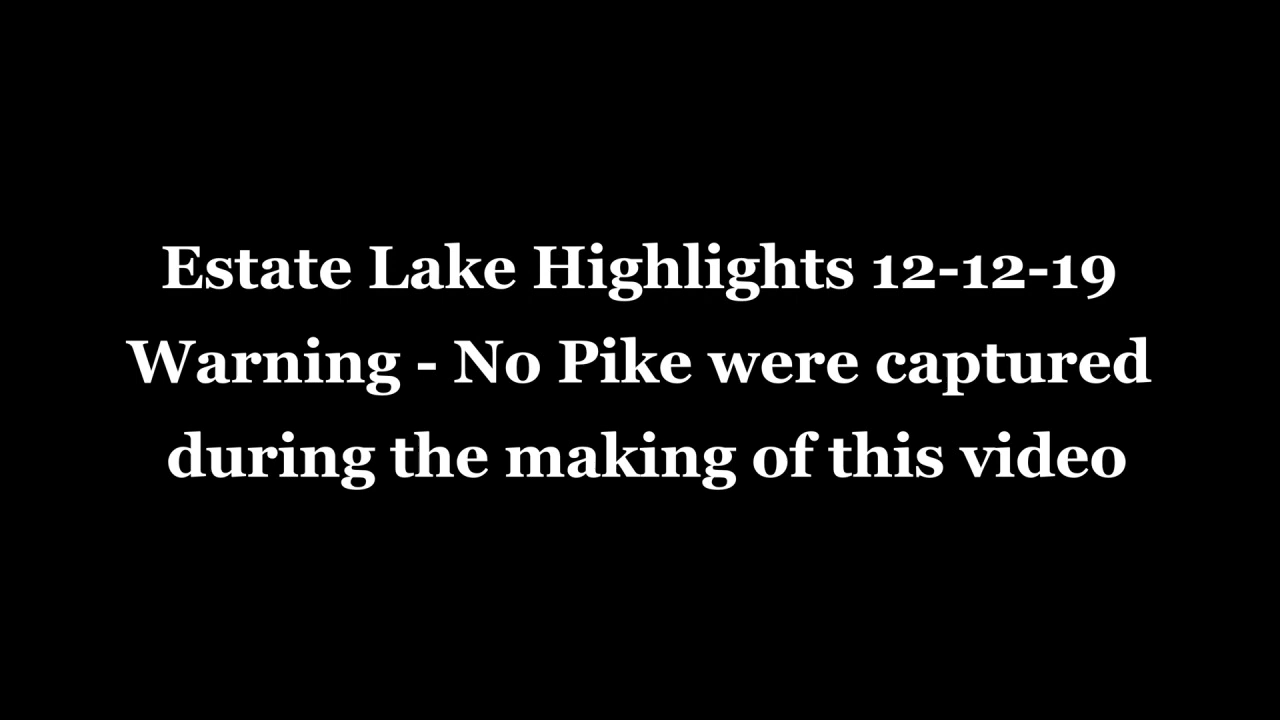 Estate Lake Highlights 12-12-19
Warning - No Pike were captured
during the making of this video